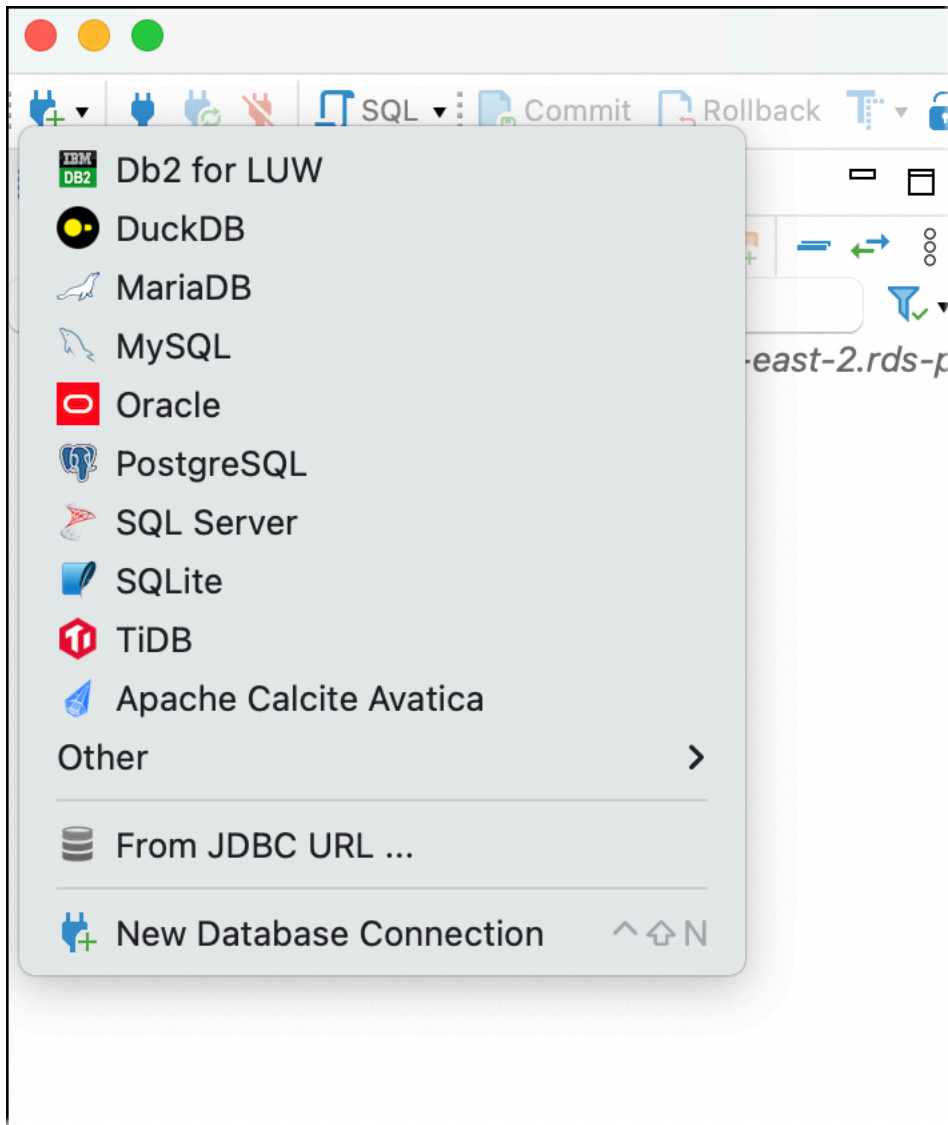 SQL Commit Rollback
IBM
DB2
Db2 for LUW
DuckDB
MariaDB
MySQL
-east-2.rds-p
Oracle
PostgreSQL
SQL Server
SQLite
TiDB
Apache Calcite Avatica
Other
From JDBC URL ...
New Database Connection ^⇧N